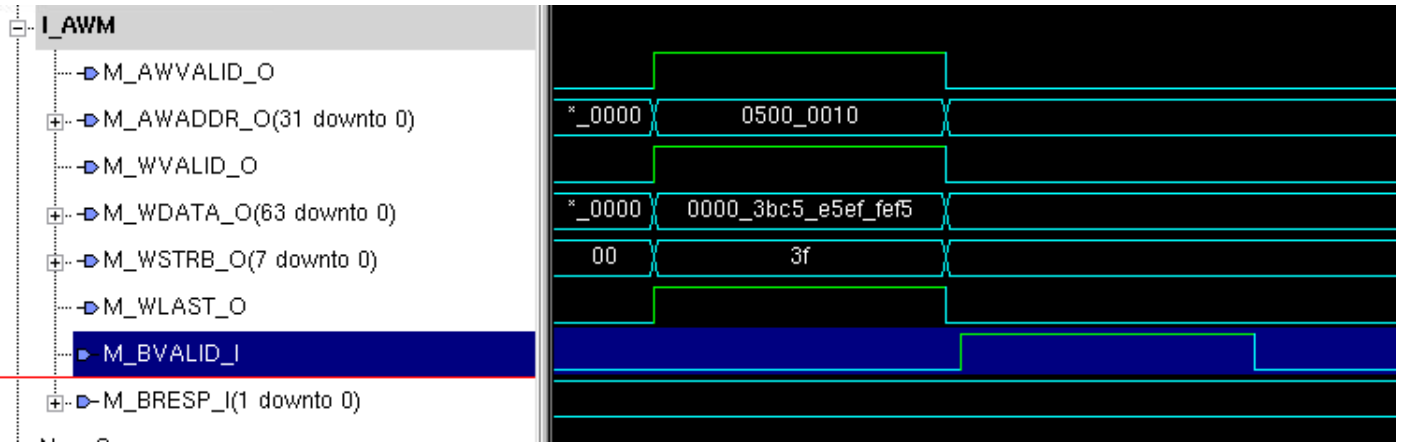 I_AWM
M_AWVALID_O
M_AWADDR_O(31 downto 0) *_0000 0500_0010
M_WVALID_O
M_WDATA_O(63 downto 0) *_0000 0000_3bc5_e5ef_fef5
M_WSTRB_O(7 downto 0) 00 3f
M_WLAST_O
M_BVALID_I
M_BRESP_I(1 downto 0)